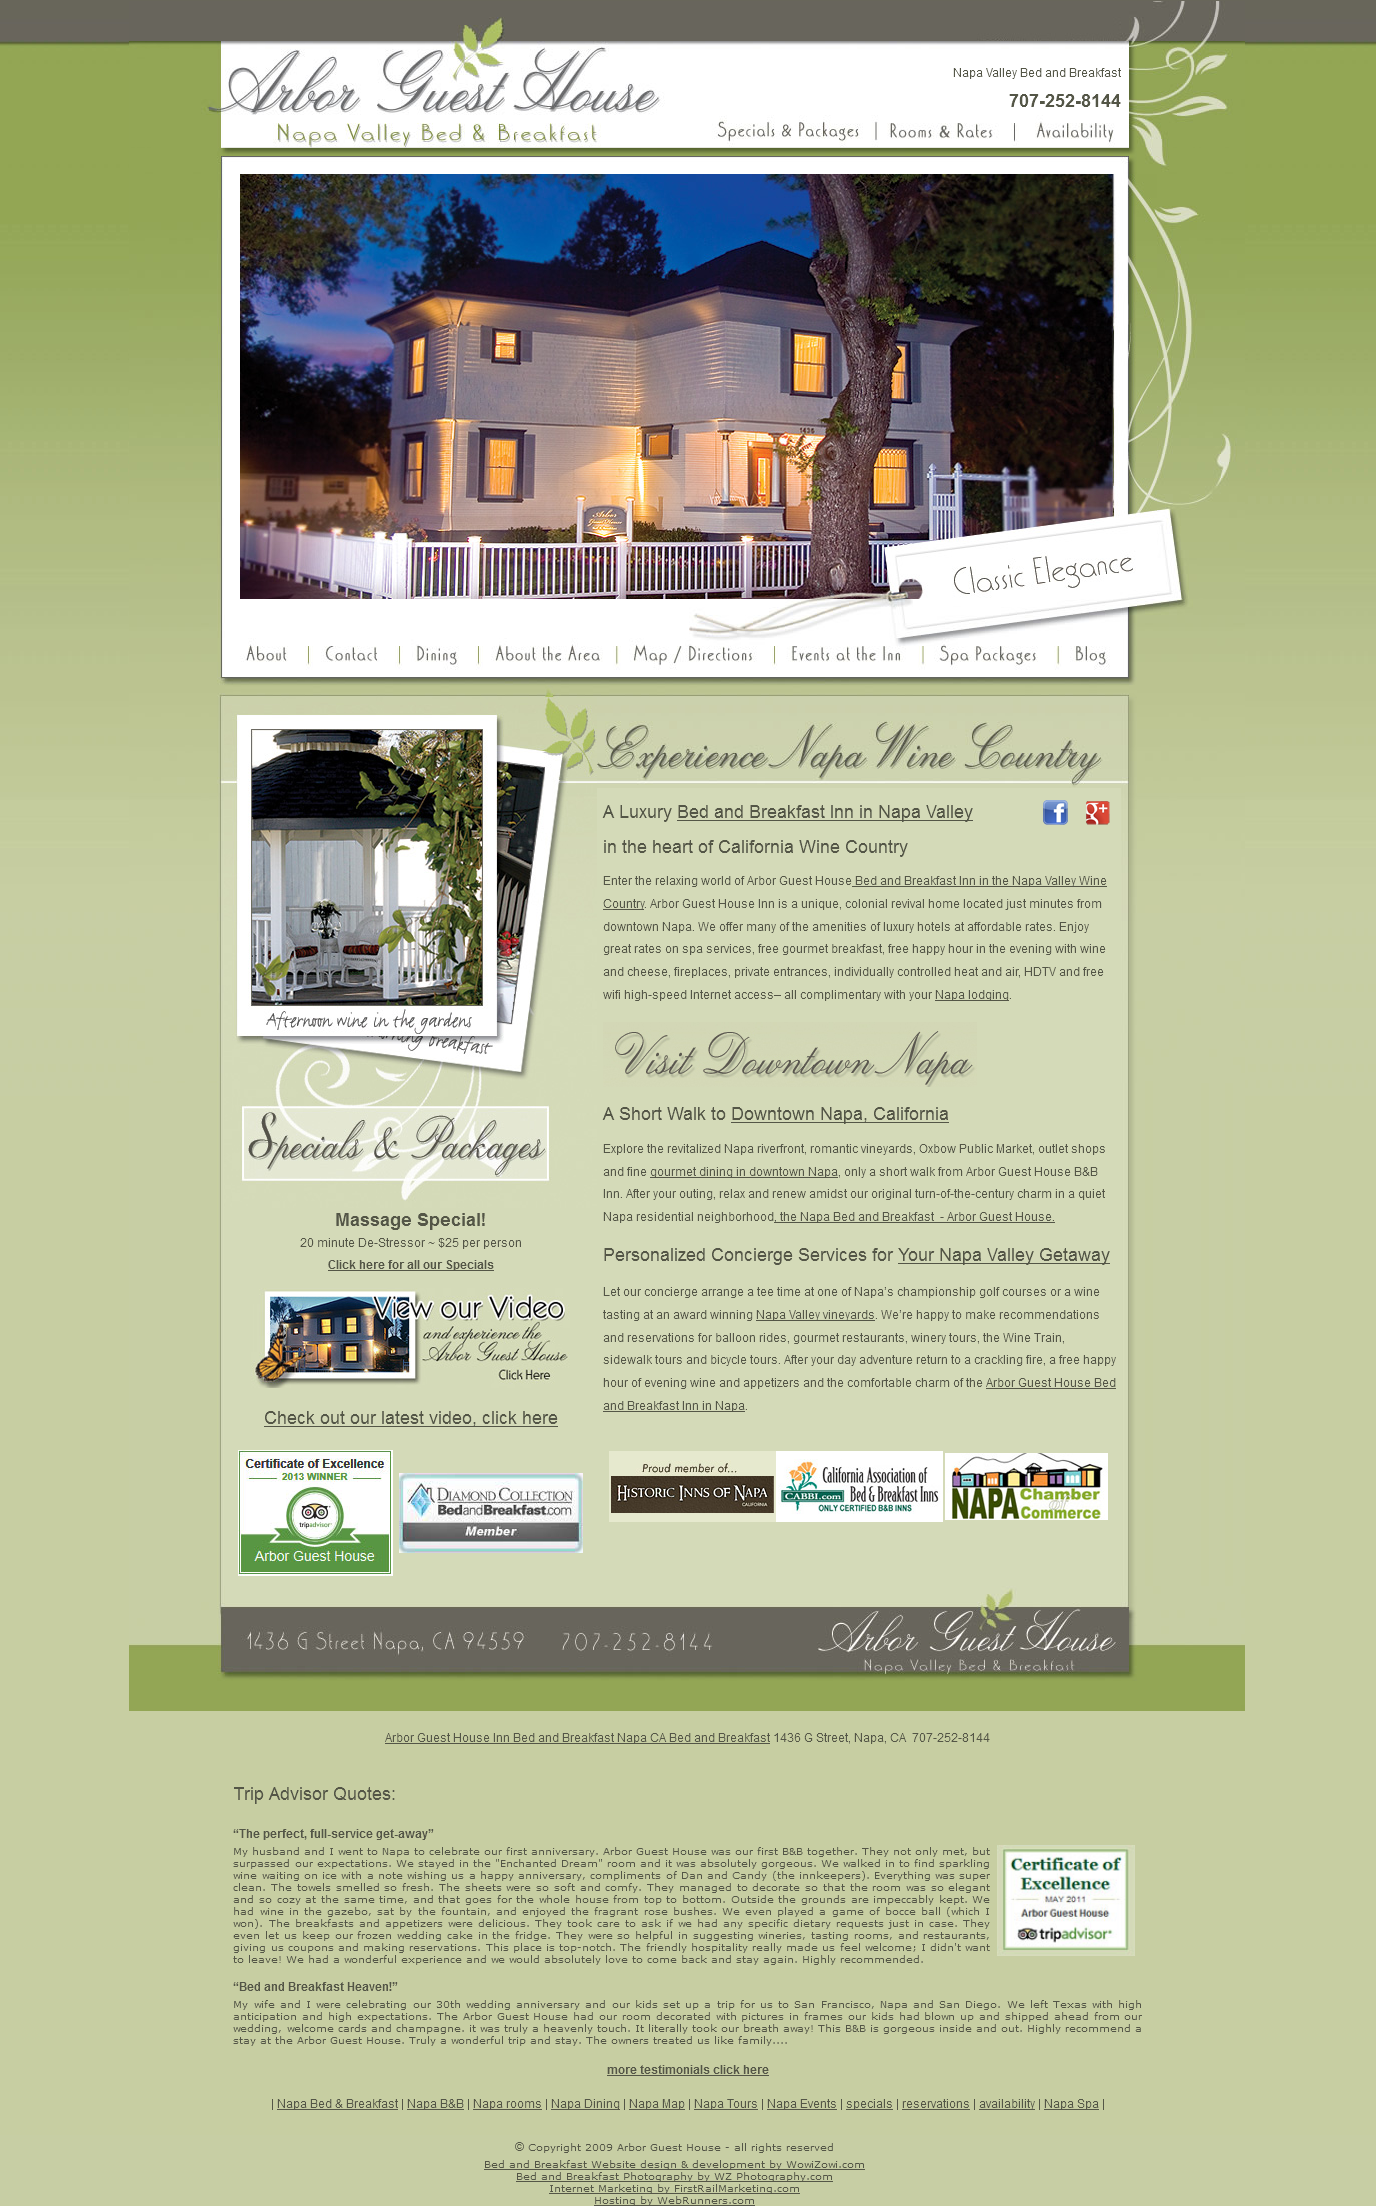 Arbor Guest House
Napa Valley Bed & Breakfast
Napa Valley Bed and Breakfast
707-252-8144
Specials & Packages | Rooms & Rates | Availability
1436
Arbor
Guest House
Classic Elegance
About | Contact | Dining | About the Area | Map / Directions | Events at the Inn | Spa Packages | Blog
Experience Napa Wine Country
A Luxury Bed and Breakfast Inn in Napa Valley
in the heart of California Wine Country
Enter the relaxing world of Arbor Guest House Bed and Breakfast Inn in the Napa Valley Wine
Country. Arbor Guest House Inn is a unique, colonial revival home located just minutes from
downtown Napa. We offer many of the amenities of luxury hotels at affordable rates. Enjoy
great rates on spa services, free gourmet breakfast, free happy hour in the evening with wine
and cheese, fireplaces, private entrances, individually controlled heat and air, HDTV and free
wifi high-speed Internet access– all complimentary with your Napa lodging.
Afternoon wine in the gardens
breakfast
Visit Downtown Napa
A Short Walk to Downtown Napa, California
Explore the revitalized Napa riverfront, romantic vineyards, Oxbow Public Market, outlet shops
and fine gourmet dining in downtown Napa, only a short walk from Arbor Guest House B&B
Inn. After your outing, relax and renew amidst our original turn-of-the-century charm in a quiet
Napa residential neighborhood, the Napa Bed and Breakfast - Arbor Guest House.
Personalized Concierge Services for Your Napa Valley Getaway
Let our concierge arrange a tee time at one of Napa's championship golf courses or a wine
tasting at an award winning Napa Valley vineyards. We're happy to make recommendations
and reservations for balloon rides, gourmet restaurants, winery tours, the Wine Train,
sidewalk tours and bicycle tours. After your day adventure return to a crackling fire, a free happy
hour of evening wine and appetizers and the comfortable charm of the Arbor Guest House Bed
and Breakfast Inn in Napa.
Specials & Packages
Massage Special!
20 minute De-Stressor ~ $25 per person
Click here for all our Specials
View our Video
and experience the
Arbor Guest House
Click Here
Check out our latest video, click here
Certificate of Excellence
2013 WINNER
tripadvisor
Arbor Guest House
DIAMOND COLLECTION
BedandBreakfast.com
Member
Proud member of...
HISTORIC INNS OF NAPA
CALIFORNIA
CABBI.com
California Association of
Bed & Breakfast Inns
ONLY CERTIFIED B&B INNS
NAPA Chamber
of
Commerce
1436 G Street Napa, CA 94559 707-252-8144
Arbor Guest House
Napa Valley Bed & Breakfast
Arbor Guest House Inn Bed and Breakfast Napa CA Bed and Breakfast 1436 G Street, Napa, CA 707-252-8144
Trip Advisor Quotes:
“The perfect, full-service get-away”
My husband and I went to Napa to celebrate our first anniversary. Arbor Guest House was our first B&B together. They not only met, but
surpassed our expectations. We stayed in the "Enchanted Dream" room and it was absolutely gorgeous. We walked in to find sparkling
wine waiting on ice with a note wishing us a happy anniversary, compliments of Dan and Candy (the innkeepers). Everything was super
clean. The towels smelled so fresh. The sheets were so soft and comfy. They managed to decorate so that the room was so elegant
and so cozy at the same time, and that goes for the whole house from top to bottom. Outside the grounds are impeccably kept. We
had wine in the gazebo, sat by the fountain, and enjoyed the fragrant rose bushes. We even played a game of bocce ball (which I
won). The breakfasts and appetizers were delicious. They took care to ask if we had any specific dietary requests just in case. They
even let us keep our frozen wedding cake in the fridge. They were so helpful in suggesting wineries, tasting rooms, and restaurants,
giving us coupons and making reservations. This place is top-notch. The friendly hospitality really made us feel welcome; I didn't want
to leave! We had a wonderful experience and we would absolutely love to come back and stay again. Highly recommended.
Certificate of
Excellence
MAY 2011
Arbor Guest House
tripadvisor
“Bed and Breakfast Heaven!”
My wife and I were celebrating our 30th wedding anniversary and our kids set up a trip for us to San Francisco, Napa and San Diego. We left Texas with high
anticipation and high expectations. The Arbor Guest House had our room decorated with pictures in frames our kids had blown up and shipped ahead from our
wedding, welcome cards and champagne. it was truly a heavenly touch. It literally took our breath away! This B&B is gorgeous inside and out. Highly recommend a
stay at the Arbor Guest House. Truly a wonderful trip and stay. The owners treated us like family....
more testimonials click here
| Napa Bed & Breakfast | Napa B&B | Napa rooms | Napa Dining | Napa Map | Napa Tours | Napa Events | specials | reservations | availability | Napa Spa |
© Copyright 2009 Arbor Guest House - all rights reserved
Bed and Breakfast Website design & development by WowiZowi.com
Bed and Breakfast Photography by WZ Photography.com
Internet Marketing by FirstRailMarketing.com
Hosting by WebRunners.com